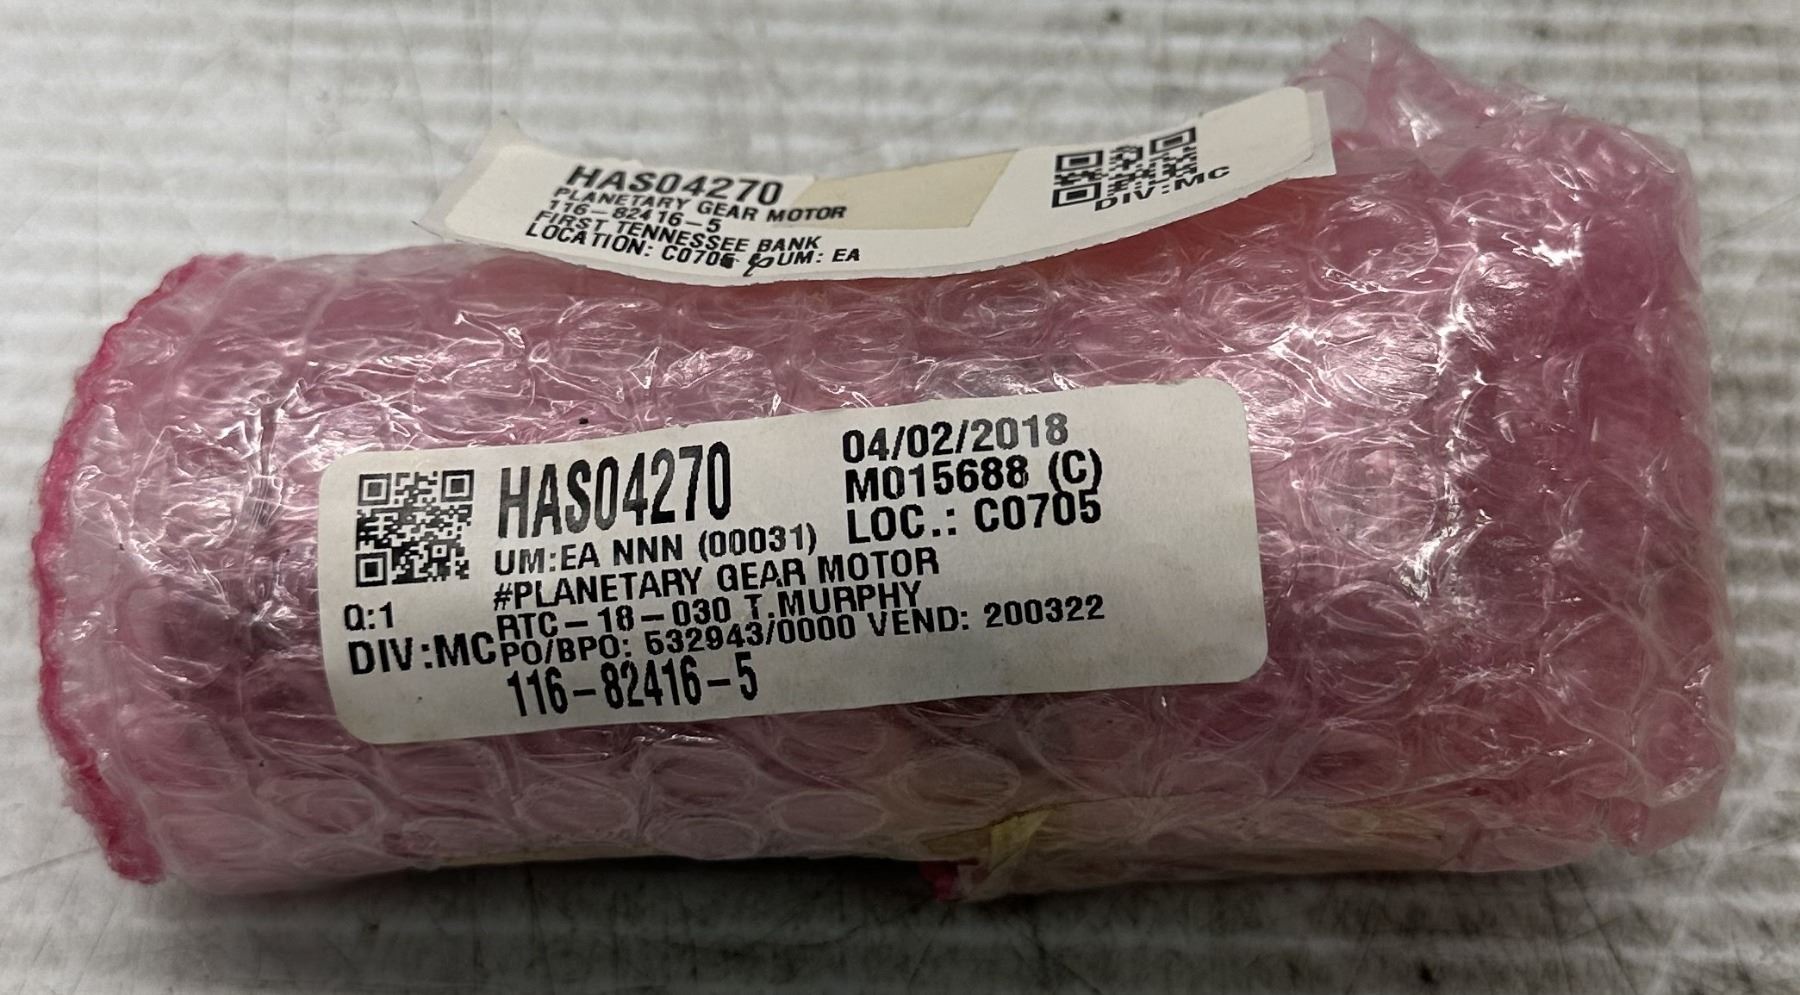 HAS04270
PLANETARY GEAR MOTOR
116-82416-5
FIRST TENNESSEE BANK
LOCATION: C0705 UM: EA
DIV:MC
HAS04270
04/02/2018
M015688 (C)
LOC.: C0705
UM:EA NNN (00031)
#PLANETARY GEAR MOTOR
RTC-18-030 T.MURPHY
Q:1
DIV:MC
PO/BPO: 532943/0000 VEND: 200322
116-82416-5